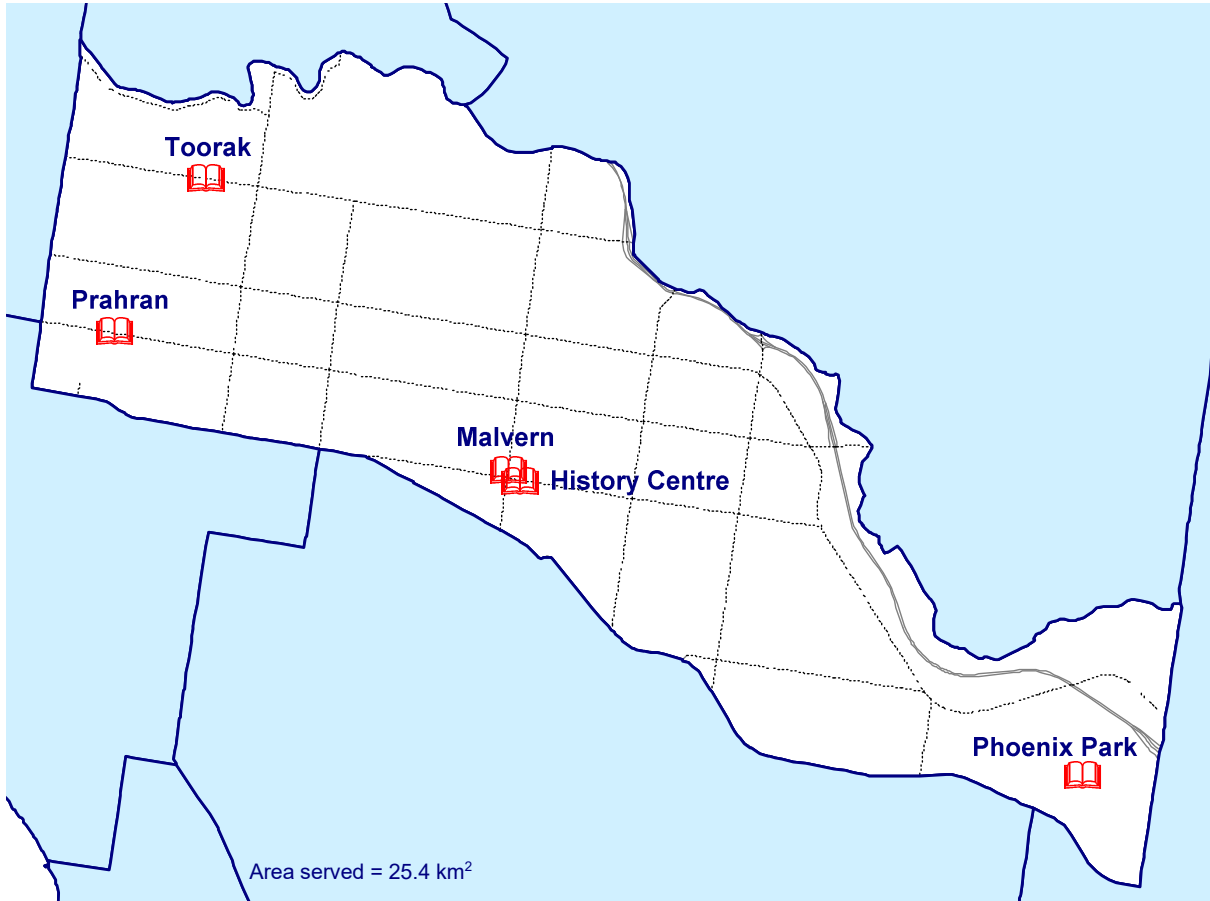 Toorak
Prahran
Malvern
History Centre
Phoenix Park
Area served = 25.4 km²